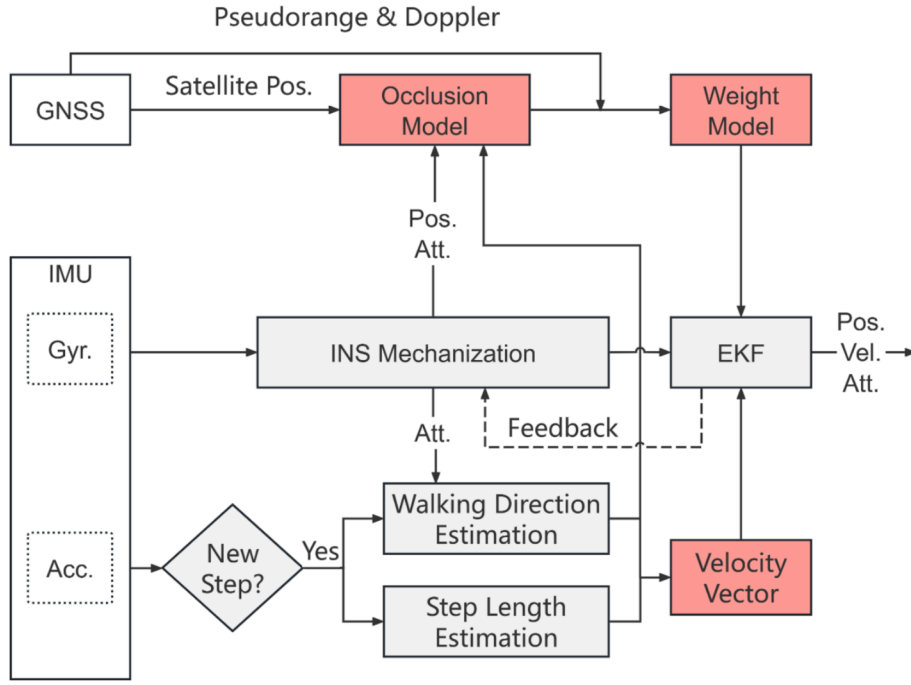 Pseudorange & Doppler
GNSS
Satellite Pos.
Occlusion
Model
Weight
Model
Pos.
Att.
IMU
Gyr.
INS Mechanization
EKF
Pos.
Vel.
Att.
Att.
Feedback
Walking Direction
Estimation
Acc.
New
Step?
Yes
Velocity
Vector
Step Length
Estimation